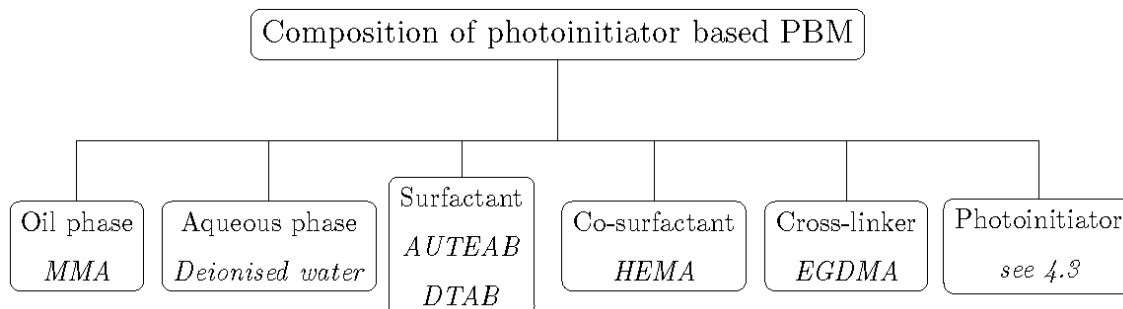 Composition of photoinitiator based PBM
Oil phase
MMA
Aqueous phase
Deionised water
Surfactant
AUTEAB
DTAB
Co-surfactant
HEMA
Cross-linker
EGDMA
Photoinitiator
see 4.3